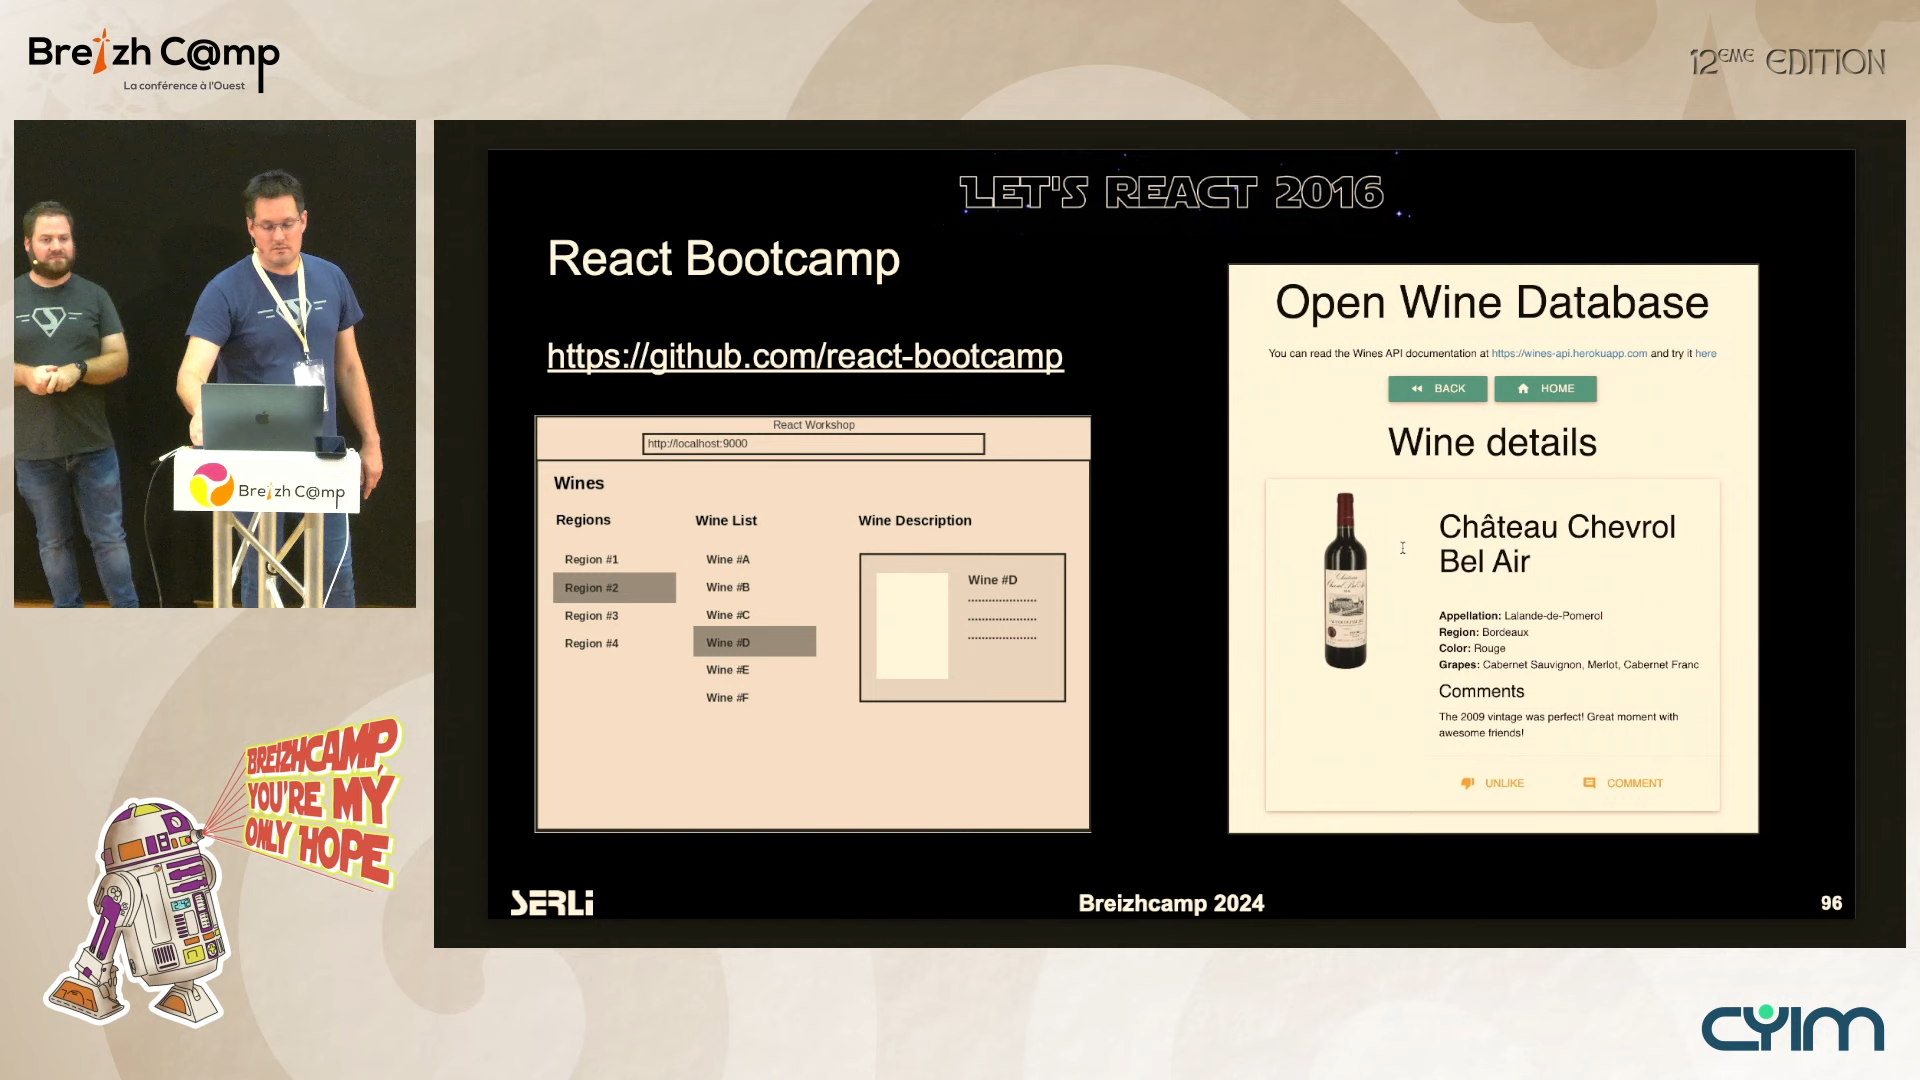 Breizh C@mp
La conférence à l'Ouest
12ÈME EDITION
LET'S REACT 2016
React Bootcamp
https://github.com/react-bootcamp
React Workshop
http://localhost:9000
Wines
Regions
Wine List
Wine Description
Region #1
Region #2
Region #3
Region #4
Wine #A
Wine #B
Wine #C
Wine #D
Wine #E
Wine #F
Wine #D
Open Wine Database
You can read the Wines API documentation at https://wines-api.herokuapp.com and try it here
BACK
HOME
Wine details
Château Chevrol
Bel Air
Appellation: Lalande-de-Pomerol
Region: Bordeaux
Color: Rouge
Grapes: Cabernet Sauvignon, Merlot, Cabernet Franc
Comments
The 2009 vintage was perfect! Great moment with
awesome friends!
UNLIKE
COMMENT
SERLI
Breizhcamp 2024
96
Breizh C@mp
BREIZHCAMP,
YOU'RE MY
ONLY HOPE
CYIM